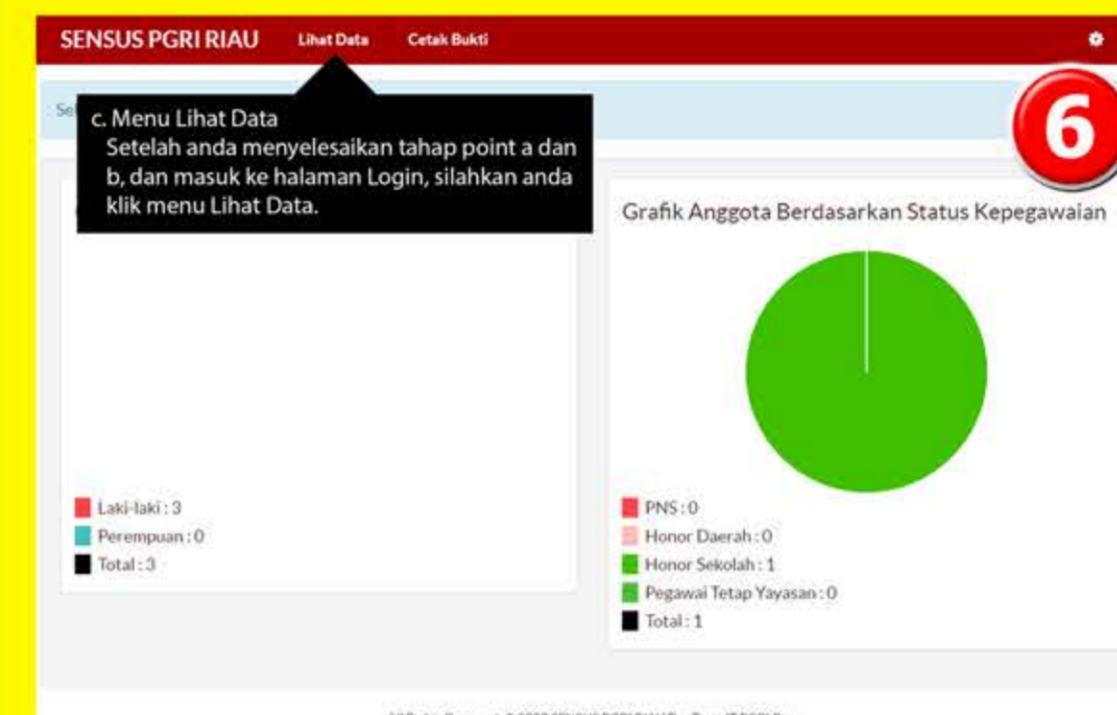 SENSUS PGRI RIAU Lihat Data Cetak Bukti
6
c. Menu Lihat Data
Setelah anda menyelesaikan tahap point a dan
b, dan masuk ke halaman Login, silahkan anda
klik menu Lihat Data.
Laki-laki : 3
Perempuan : 0
Total : 3
Grafik Anggota Berdasarkan Status Kepegawaian
PNS : 0
Honor Daerah : 0
Honor Sekolah : 1
Pegawai Tetap Yayasan : 0
Total : 1